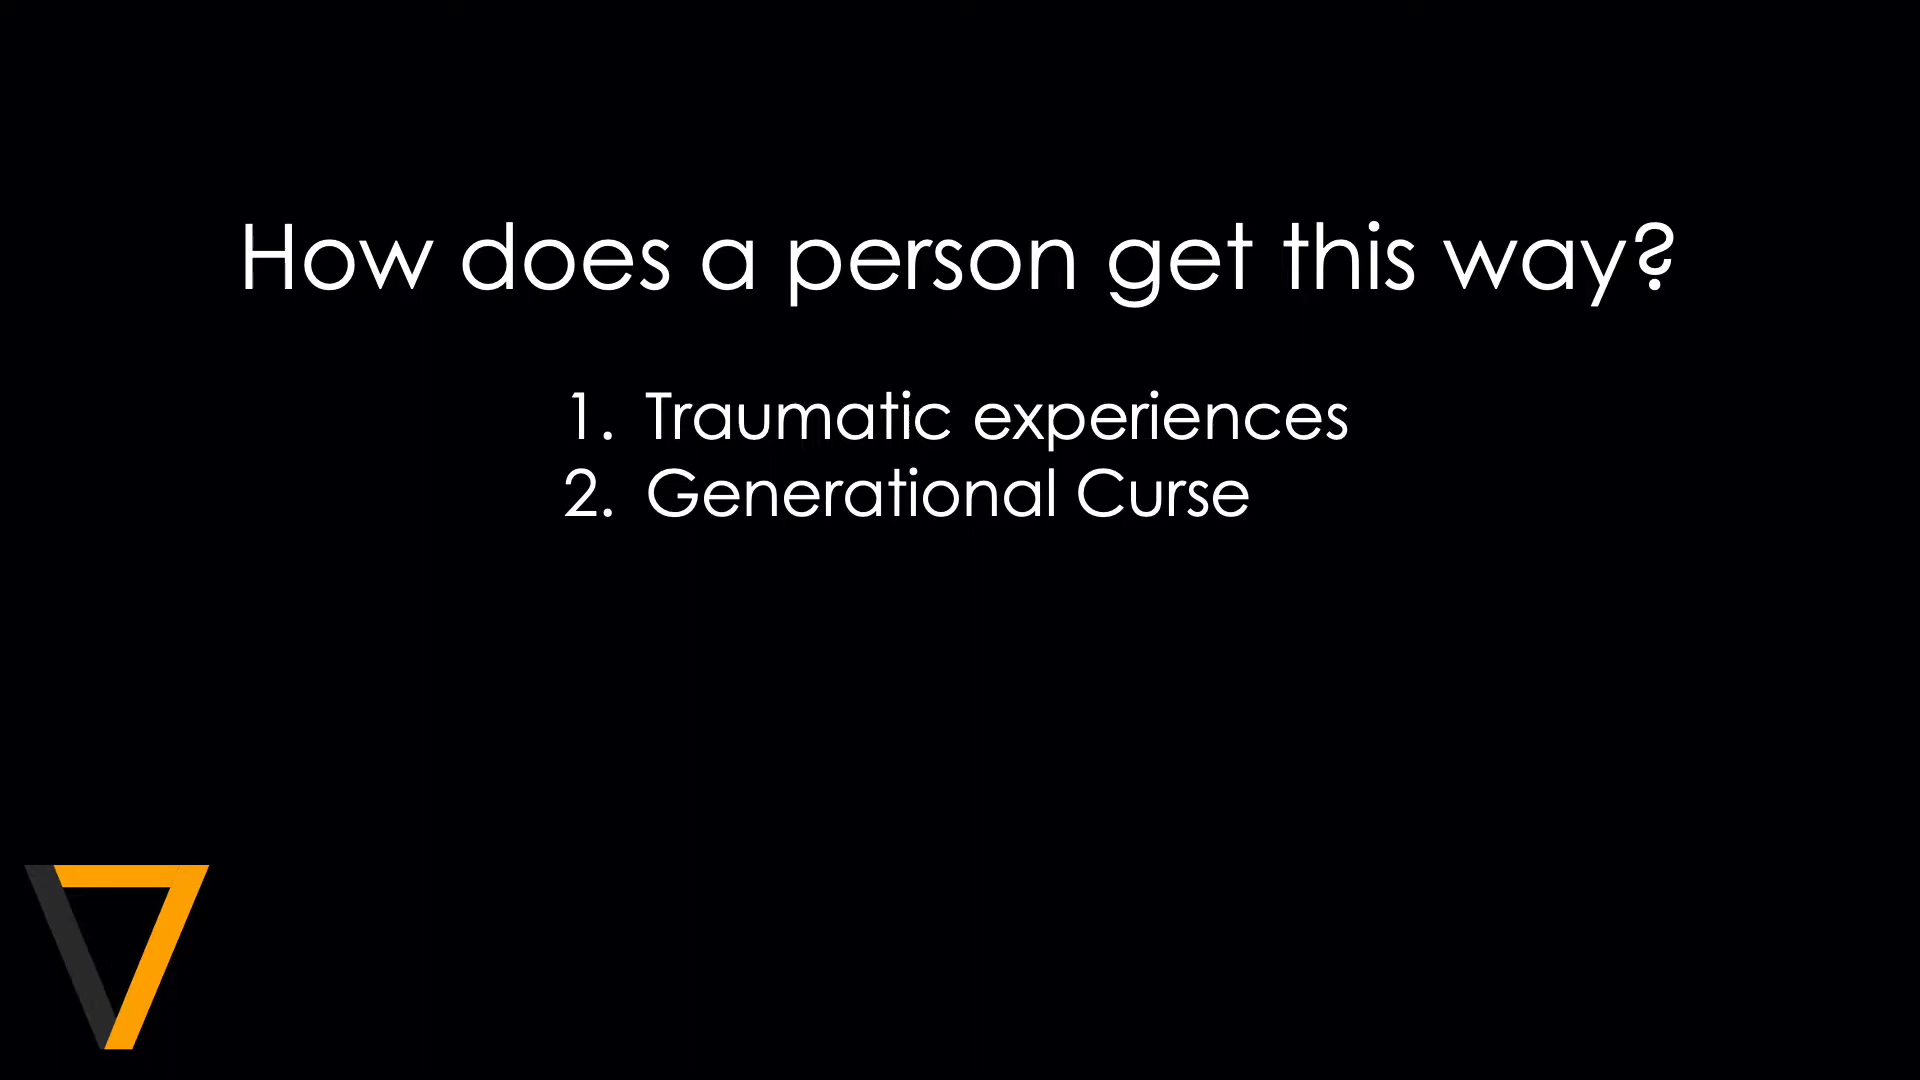 How does a person get this way?
1. Traumatic experiences
2. Generational Curse